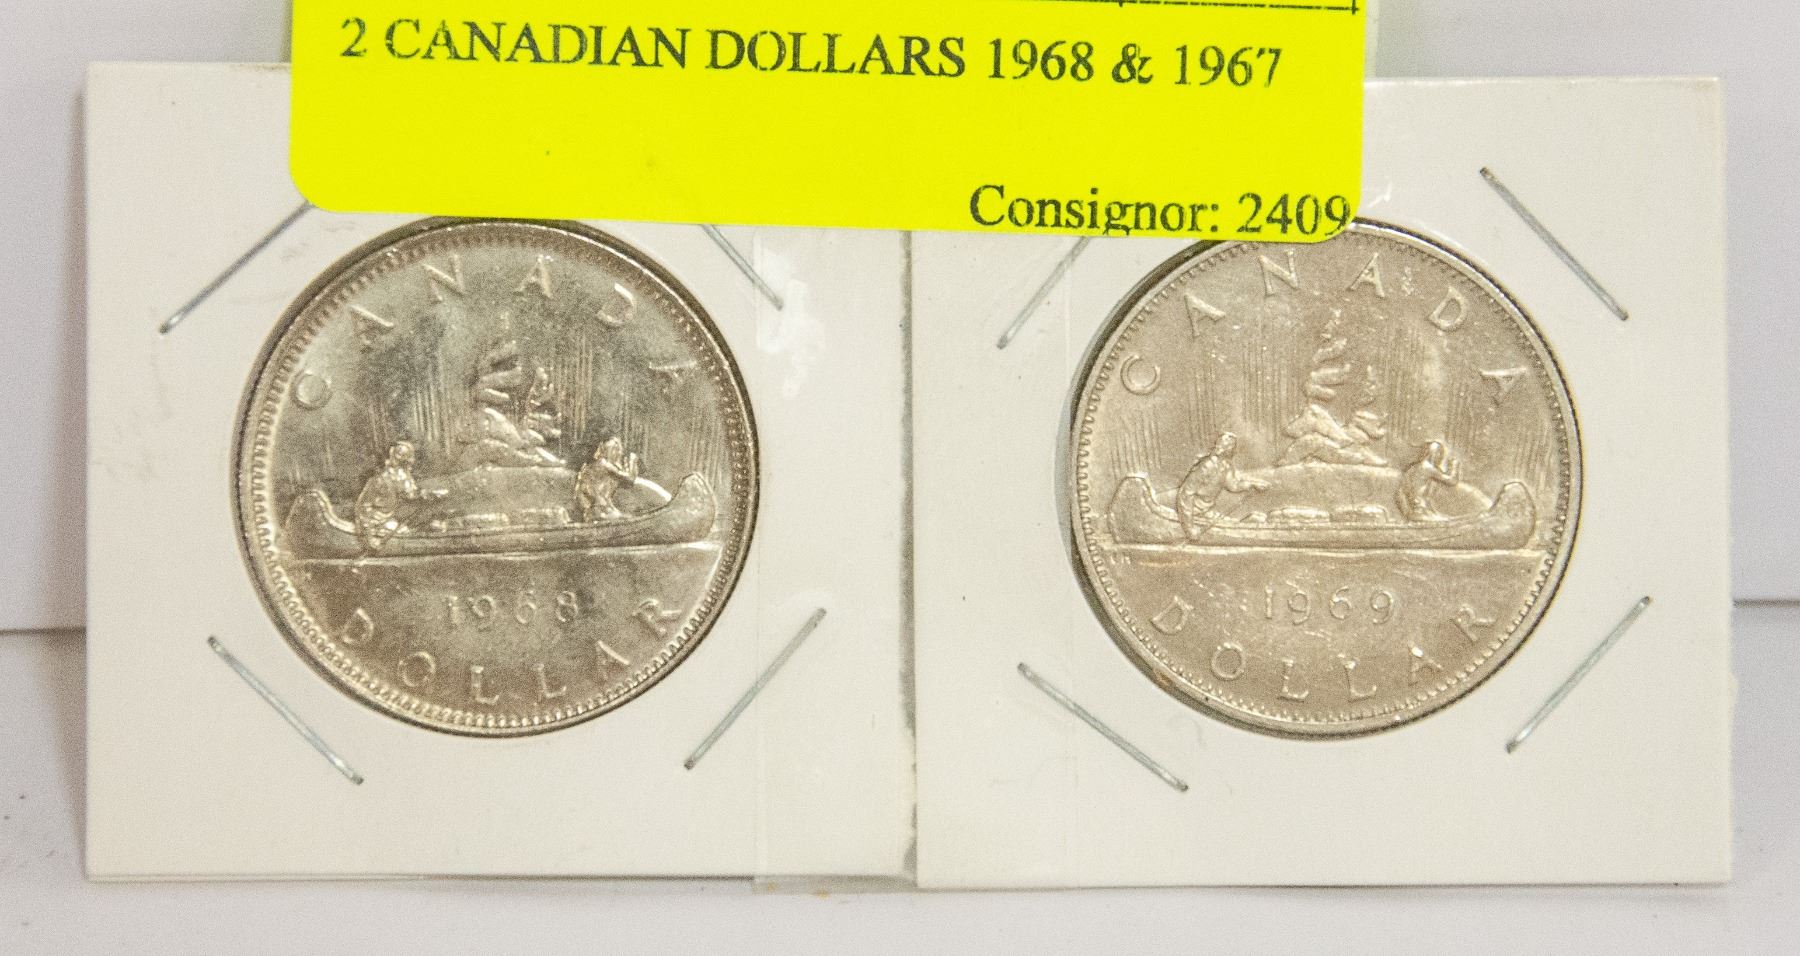 2 CANADIAN DOLLARS 1968 & 1967
Consignor: 2409
CANADA
1968
DOLLAR
CANADA
1969
DOLLAR